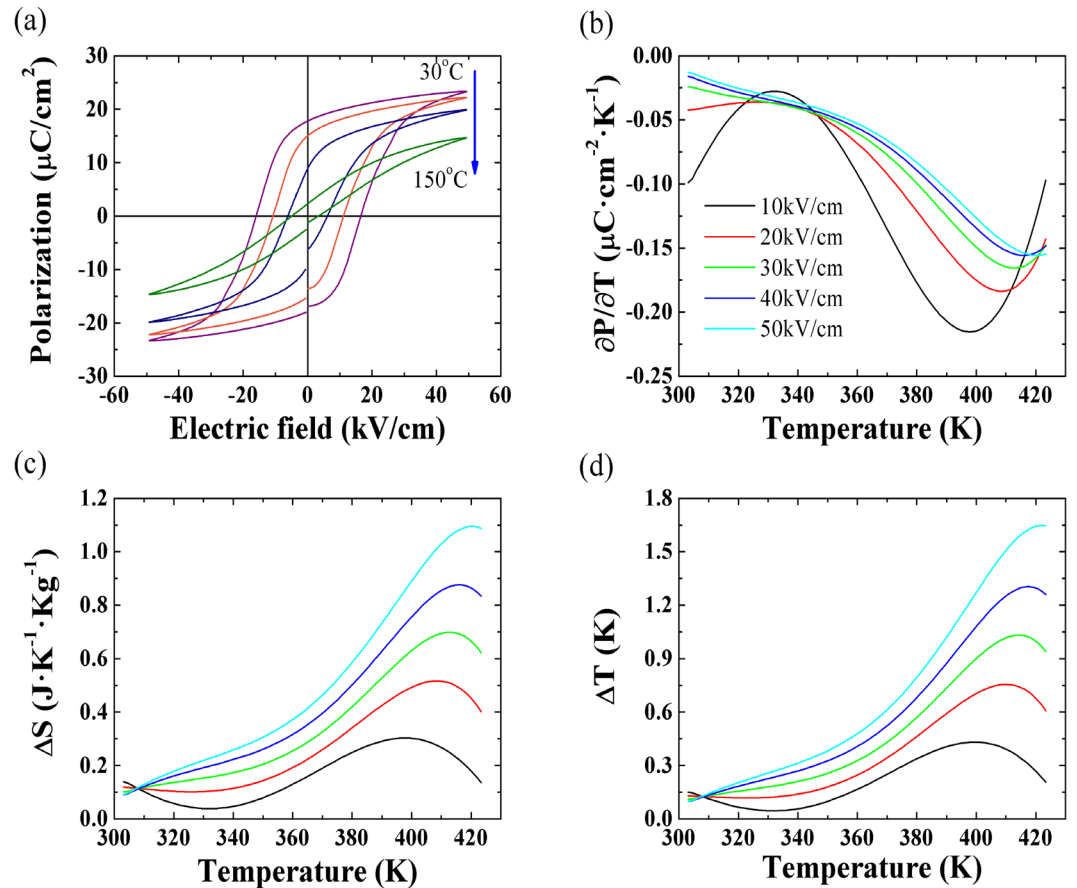 (a)
30
20
10
0
-10
-20
-30
-60
-40
-20
0
20
40
60
Polarization (μC/cm²)
Electric field (kV/cm)
30°C
150°C
(b)
0.00
-0.05
-0.10
-0.15
-0.20
-0.25
300
320
340
360
380
400
420
∂P/∂T (μC·cm⁻²·K⁻¹)
Temperature (K)
10kV/cm
20kV/cm
30kV/cm
40kV/cm
50kV/cm
(c)
1.2
1.0
0.8
0.6
0.4
0.2
0.0
300
320
340
360
380
400
420
ΔS (J·K⁻¹·Kg⁻¹)
Temperature (K)
(d)
1.8
1.5
1.2
0.9
0.6
0.3
0.0
300
320
340
360
380
400
420
ΔT (K)
Temperature (K)